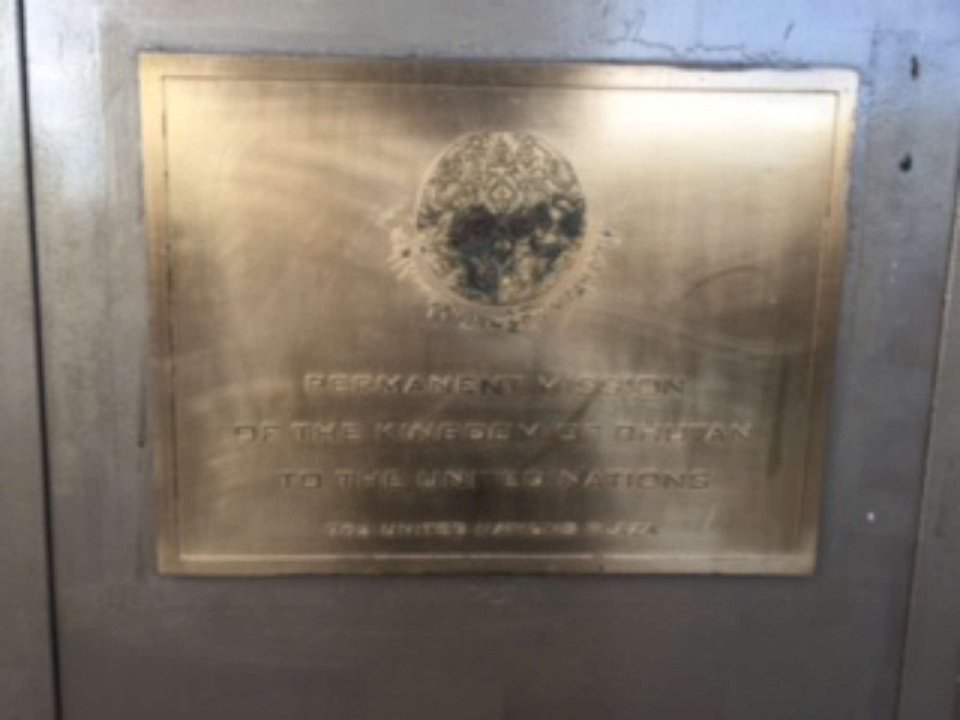 PERMANENT MISSION
OF THE KINGDOM OF BHUTAN
TO THE UNITED NATIONS
UNITED NATIONS PLAZA